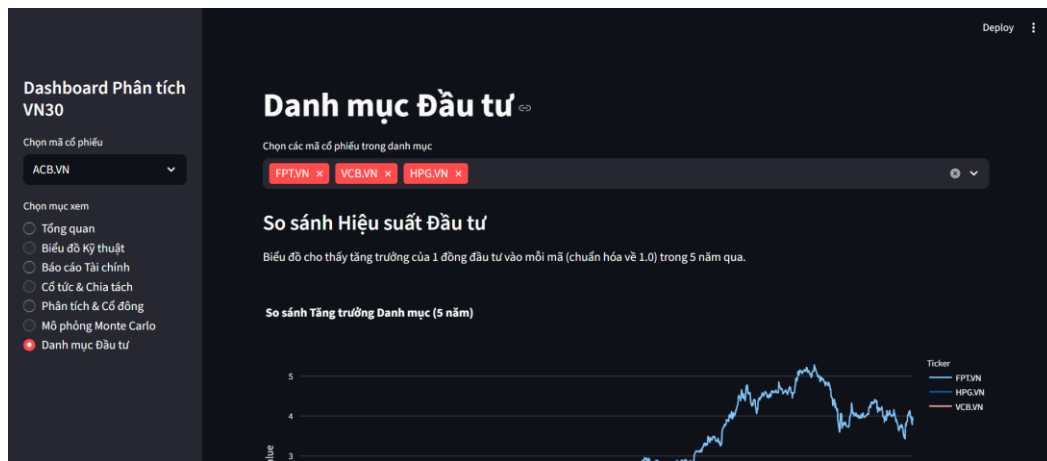 Deploy
Dashboard Phân tích
VN30
Chọn mã cổ phiếu
ACB.VN
Chọn mục xem
Tổng quan
Biểu đồ Kỹ thuật
Báo cáo Tài chính
Cổ tức & Chia tách
Phân tích & Cổ đông
Mô phỏng Monte Carlo
Danh mục Đầu tư
Danh mục Đầu tư
Chọn các mã cổ phiếu trong danh mục
FPT.VN × VCB.VN × HPG.VN ×
So sánh Hiệu suất Đầu tư
Biểu đồ cho thấy tăng trưởng của 1 đồng đầu tư vào mỗi mã (chuẩn hóa về 1.0) trong 5 năm qua.
So sánh Tăng trưởng Danh mục (5 năm)
5
4
3
Ticker
FPT.VN
HPG.VN
VCB.VN